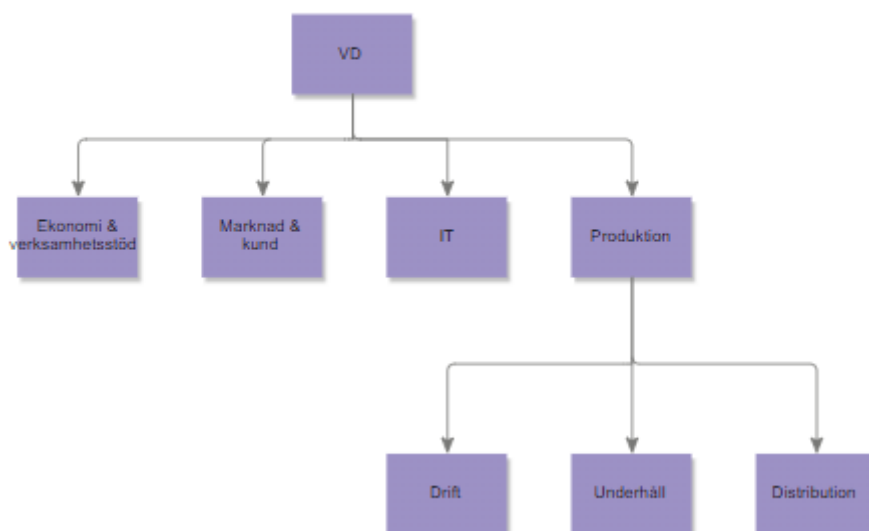 VD
Ekonomi &
verksamhetsstöd
Marknad &
kund
IT
Produktion
Drift
Underhåll
Distribution